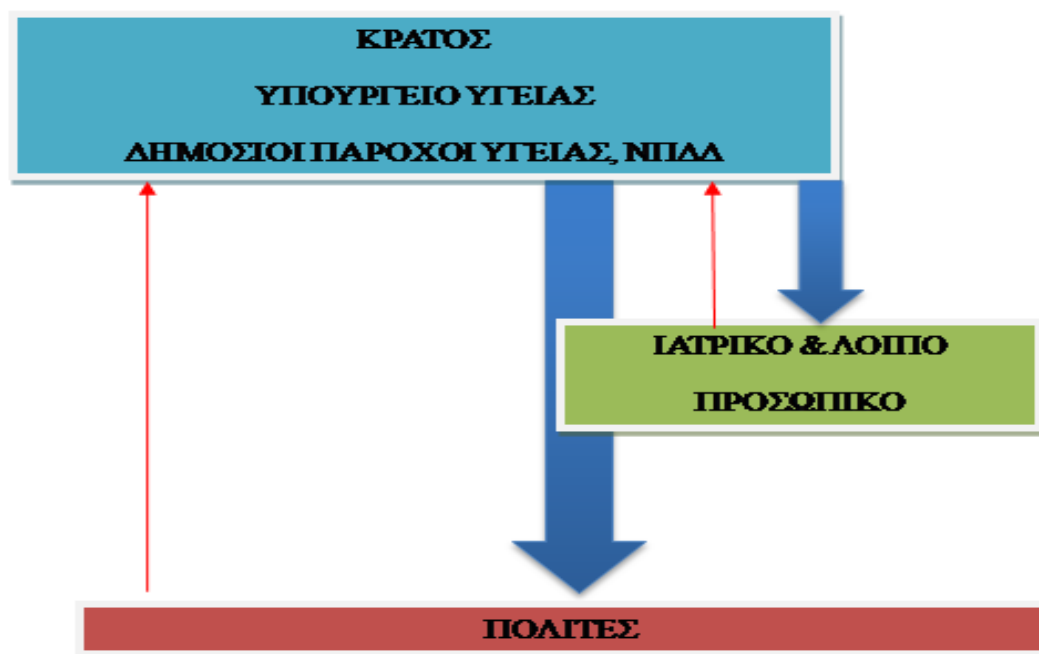 ΚΡΑΤΟΣ
ΥΠΟΥΡΓΕΙΟ ΥΓΕΙΑΣ
ΔΗΜΟΣΙΟΙ ΠΑΡΟΧΟΙ ΥΓΕΙΑΣ, ΝΠΔΔ
ΙΑΤΡΙΚΟ & ΛΟΙΠΟ
ΠΡΟΣΩΠΙΚΟ
ΠΟΛΙΤΕΣ